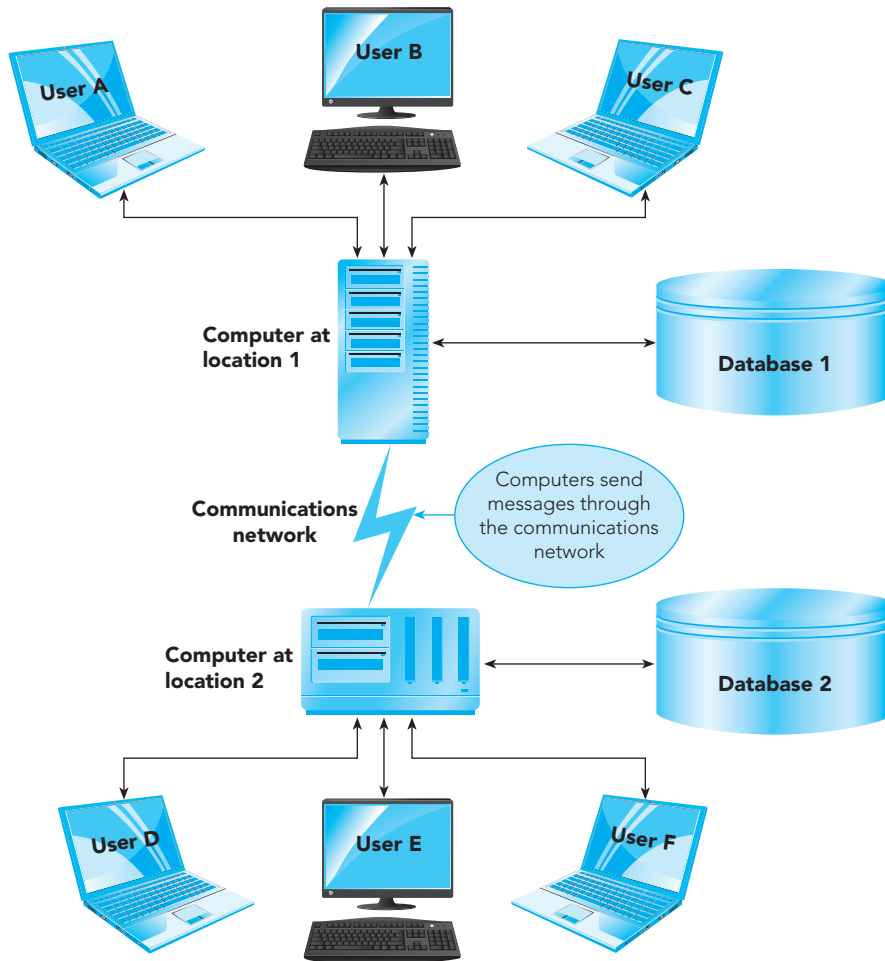 User A
User B
User C
Computer at
location 1
Database 1
Communications
network
Computers send
messages through
the communications
network
Computer at
location 2
Database 2
User D
User E
User F